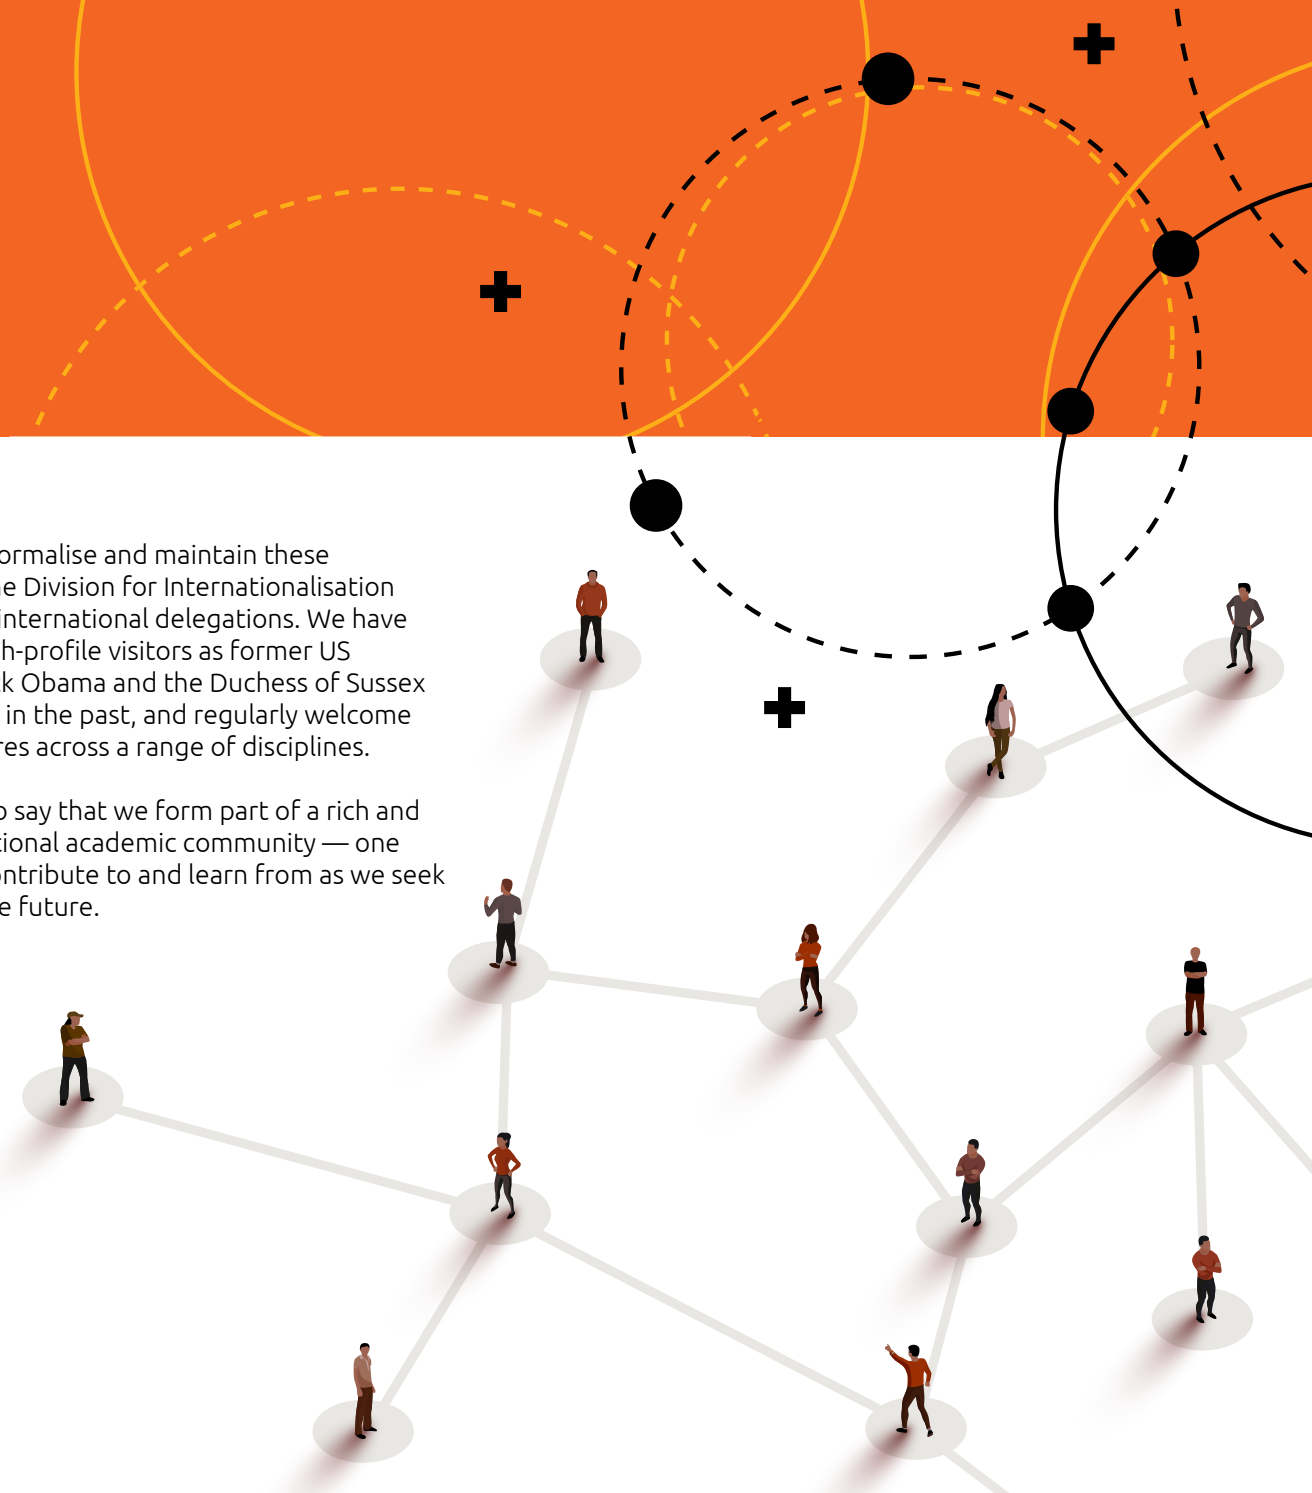 ormalise and maintain these
e Division for Internationalisation
international delegations. We have
h-profile visitors as former US
k Obama and the Duchess of Sussex
in the past, and regularly welcome
res across a range of disciplines.
o say that we form part of a rich and
tional academic community — one
ontribute to and learn from as we seek
e future.